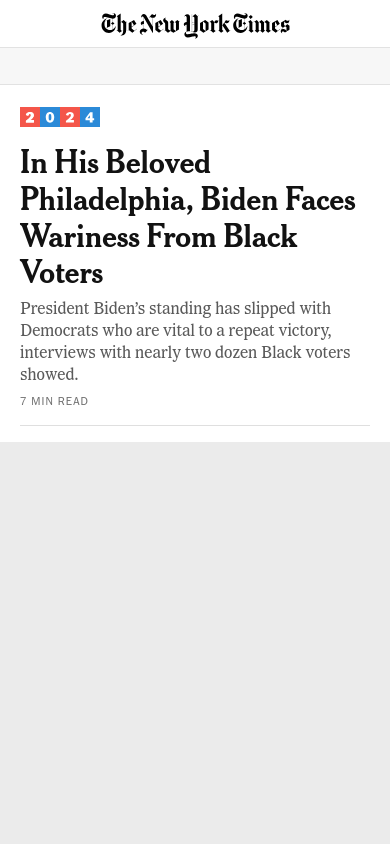 The New York Times
2024
In His Beloved
Philadelphia, Biden Faces
Wariness From Black
Voters
President Biden’s standing has slipped with
Democrats who are vital to a repeat victory,
interviews with nearly two dozen Black voters
showed.
7 MIN READ